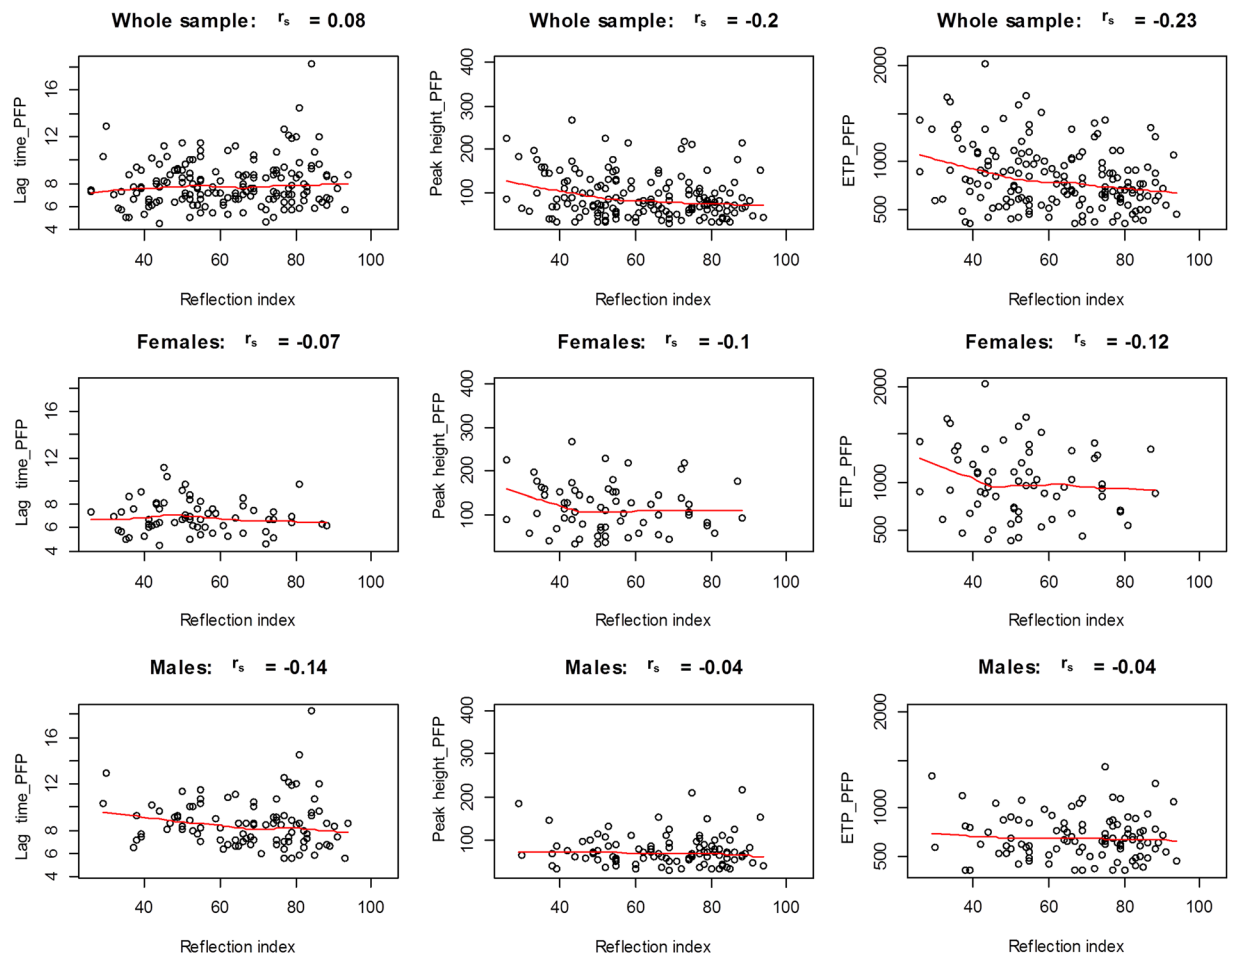 Whole sample: rs = 0.08
Lag time_PFP
4 6 8 12 16
40 60 80 100
Reflection index
Whole sample: rs = -0.2
Peak height_PFP
100 200 300 400
40 60 80 100
Reflection index
Whole sample: rs = -0.23
ETP_PFP
500 1000 2000
40 60 80 100
Reflection index
Females: rs = -0.07
Lag time_PFP
4 6 8 12 16
40 60 80 100
Reflection index
Females: rs = -0.1
Peak height_PFP
100 200 300 400
40 60 80 100
Reflection index
Females: rs = -0.12
ETP_PFP
500 1000 2000
40 60 80 100
Reflection index
Males: rs = -0.14
Lag time_PFP
4 6 8 12 16
40 60 80 100
Reflection index
Males: rs = -0.04
Peak height_PFP
100 200 300 400
40 60 80 100
Reflection index
Males: rs = -0.04
ETP_PFP
500 1000 2000
40 60 80 100
Reflection index